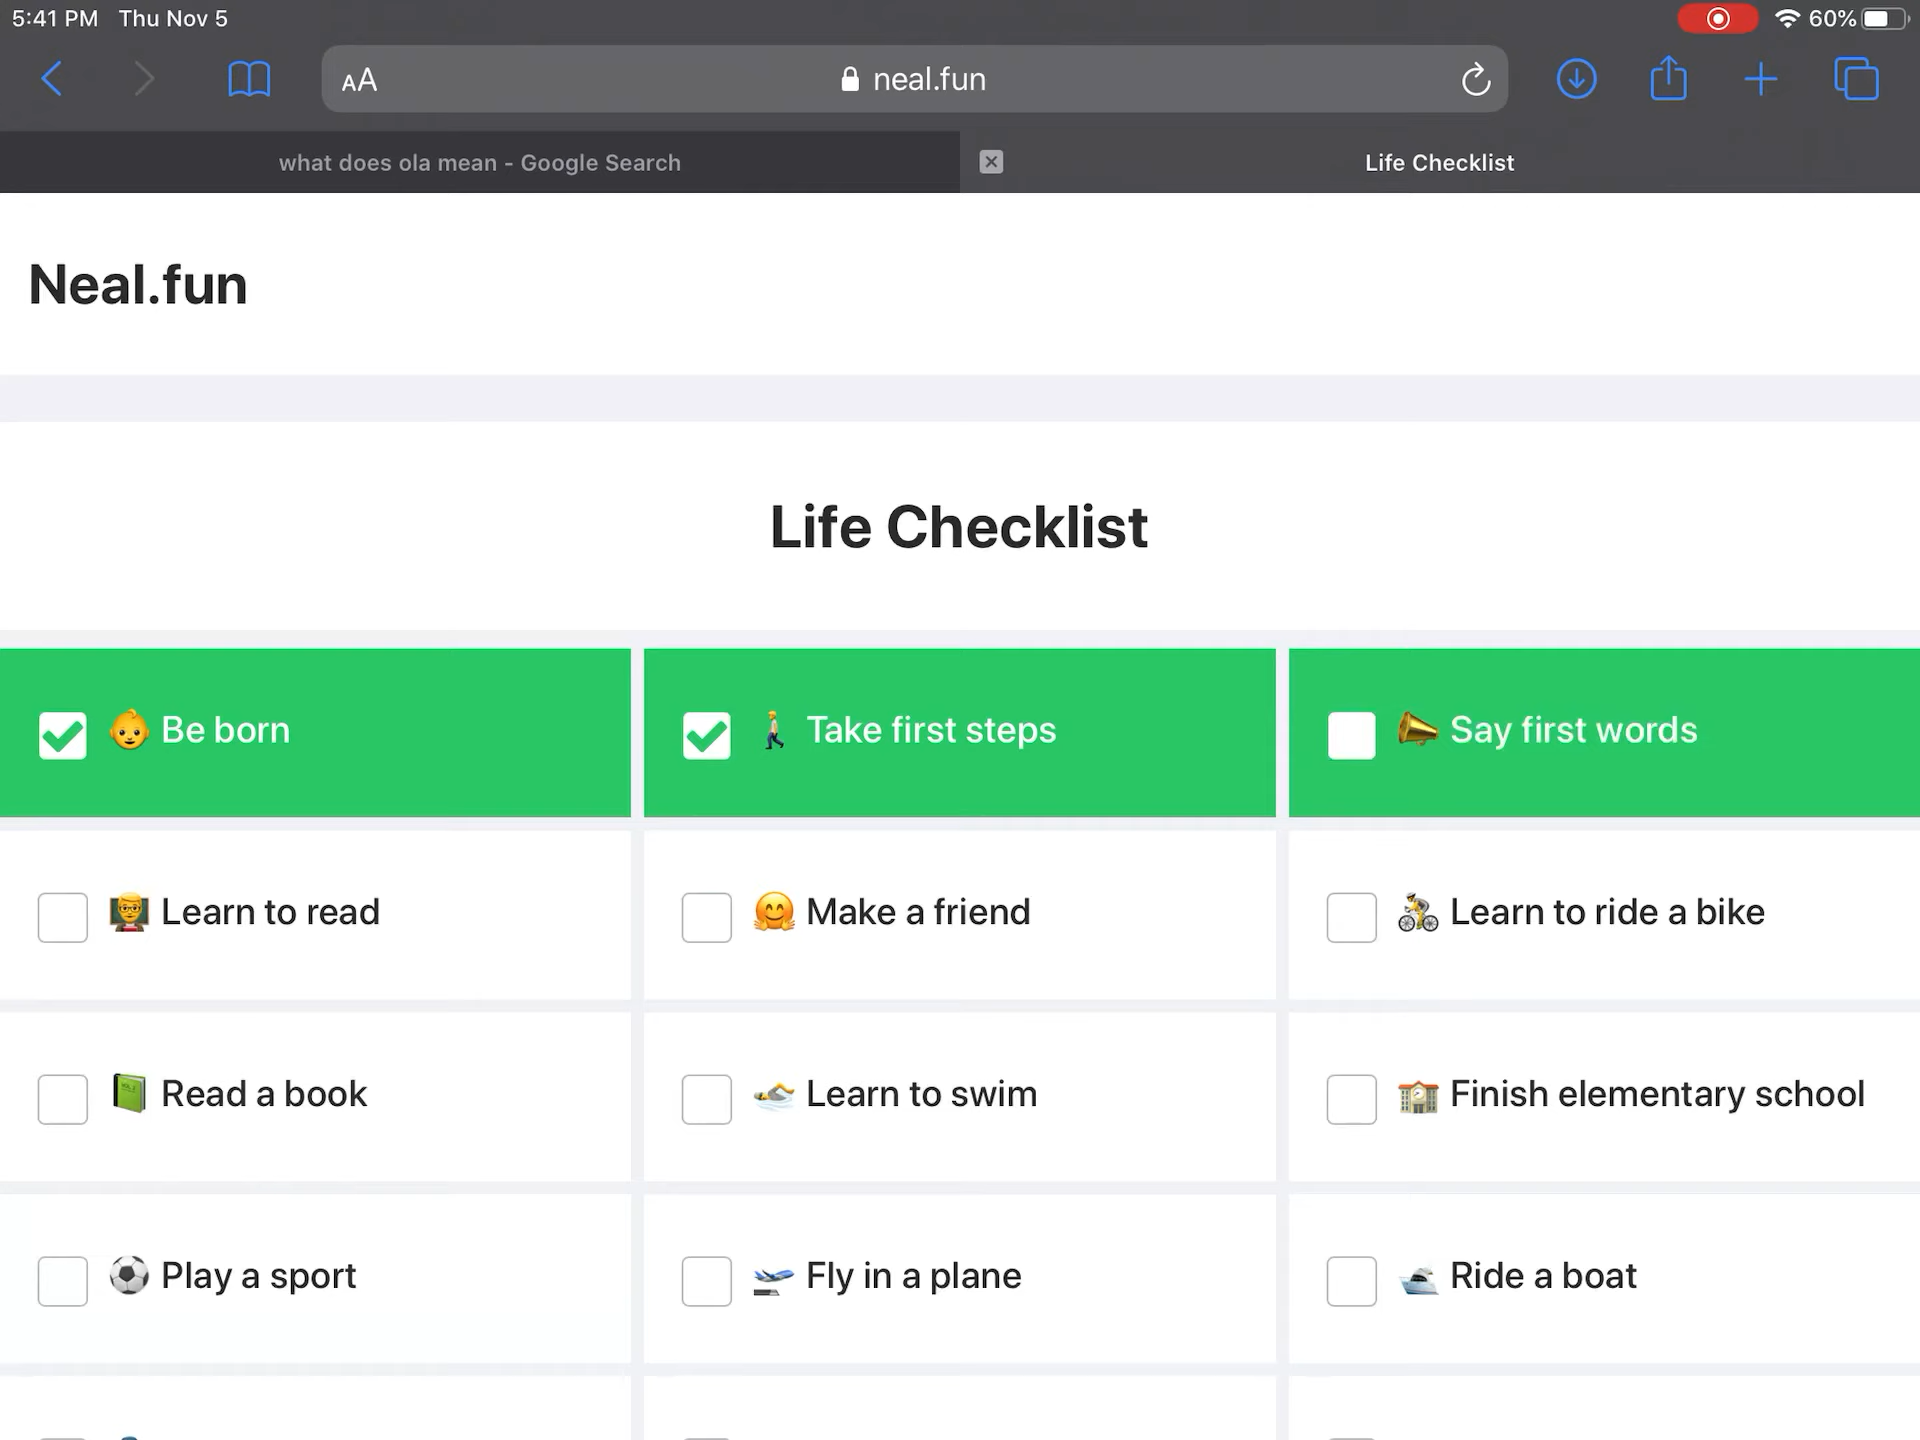 5:41 PM Thu Nov 5
60%
AA
neal.fun
what does ola mean - Google Search
Life Checklist
Neal.fun
Life Checklist
Be born
Take first steps
Say first words
Learn to read
Make a friend
Learn to ride a bike
Read a book
Learn to swim
Finish elementary school
Play a sport
Fly in a plane
Ride a boat